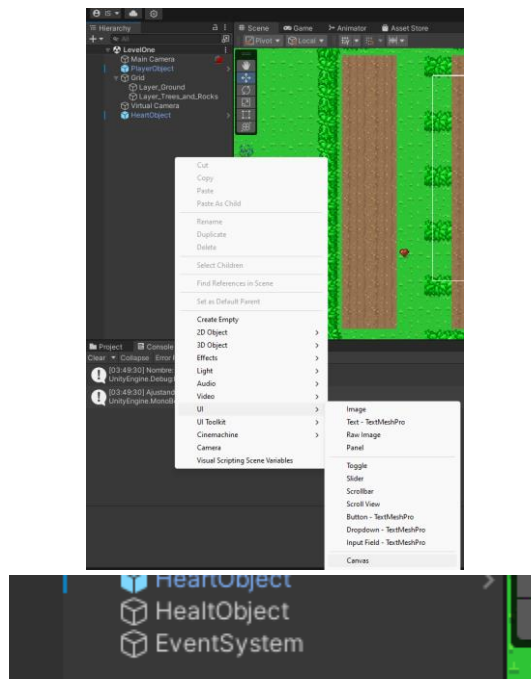 Hierarchy
Scene
Game
Animator
Asset Store
All
Pivot
Local
LevelOne
Main Camera
PlayerObject
Grid
Layer_Ground
Layer_Trees_and_Rocks
Virtual Camera
HeartObject
Cut
Copy
Paste
Paste As Child
Rename
Duplicate
Delete
Select Children
Find References in Scene
Set as Default Parent
Create Empty
2D Object
3D Object
Effects
Light
Audio
Video
UI
UI Toolkit
Cinemachine
Camera
Visual Scripting Scene Variables
Project
Console
Clear
Collapse
Error
[03:49:30] Nombre:
UnityEngine.Debug:
[03:49:30] Ajustand
UnityEngine.MonoB
Image
Text - TextMeshPro
Raw Image
Panel
Toggle
Slider
Scrollbar
Scroll View
Button - TextMeshPro
Dropdown - TextMeshPro
Input Field - TextMeshPro
Canvas
HeartObject
HealtObject
EventSystem